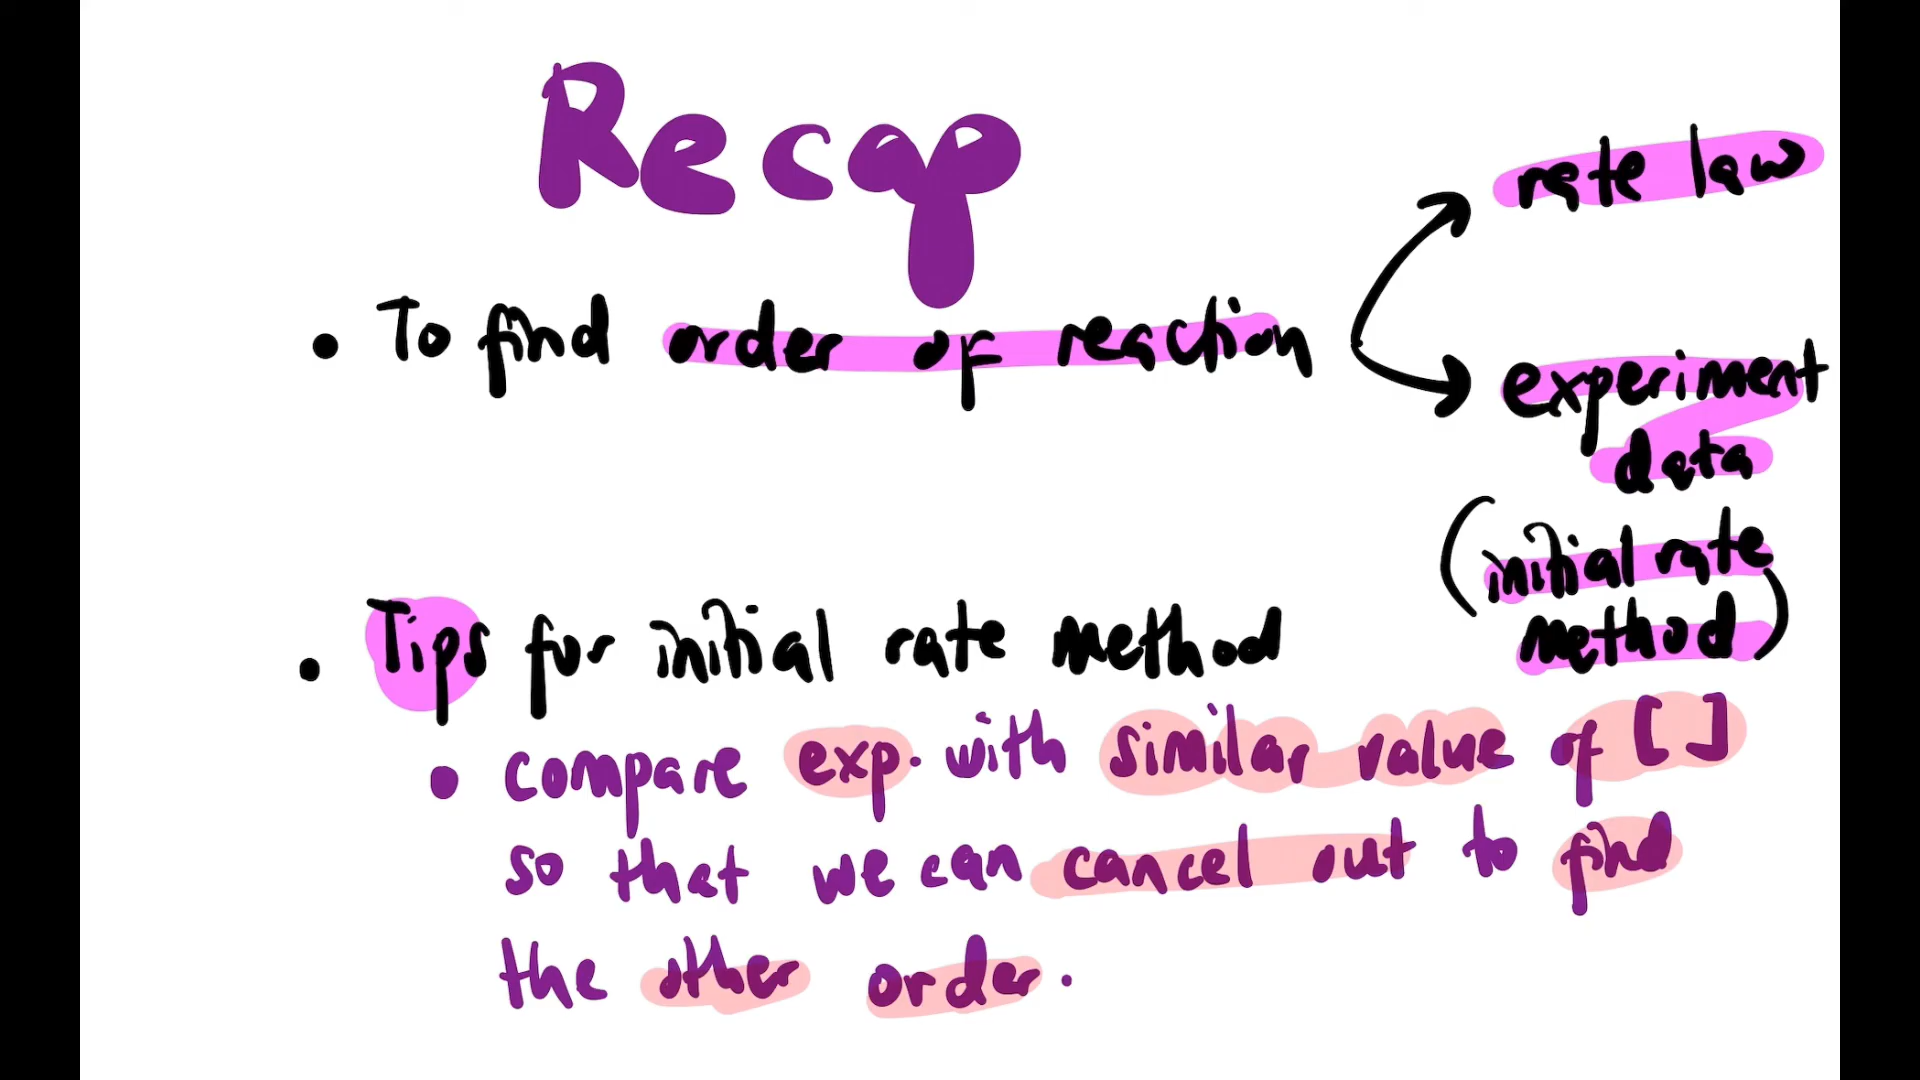 Recap
rate law
• To find order of reaction
experiment
data
(initial rate
method)
• Tips for initial rate method
• compare exp. with similar value of [ ]
so that we can cancel out to find
the other order.